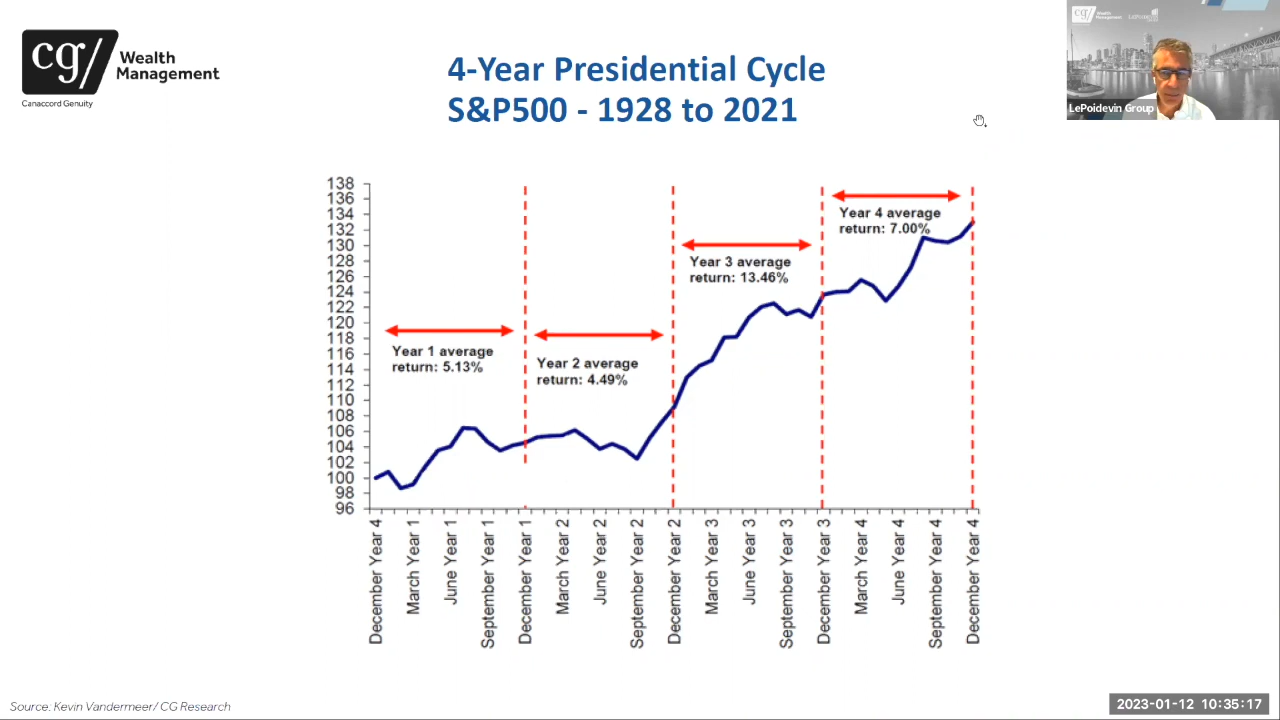 cg/ Wealth
Management
Canaccord Genuity
4-Year Presidential Cycle
S&P500 - 1928 to 2021
LePoidevin Group
138
136
134
132
130
128
126
124
122
120
118
116
114
112
110
108
106
104
102
100
98
96
Year 1 average
return: 5.13%
Year 2 average
return: 4.49%
Year 3 average
return: 13.46%
Year 4 average
return: 7.00%
December Year 4
March Year 1
June Year 1
September Year 1
December Year 1
March Year 2
June Year 2
September Year 2
December Year 2
March Year 3
June Year 3
September Year 3
December Year 3
March Year 4
June Year 4
September Year 4
December Year 4
Source. Kevin Vandermeer/ CG Research
2023-01-12 10:35:17